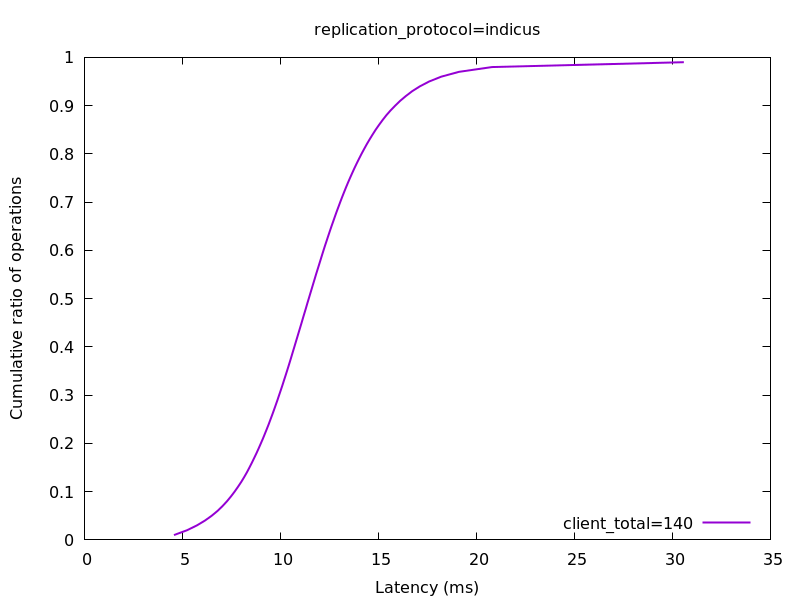 replication_protocol=indicus
Cumulative ratio of operations
1
0.9
0.8
0.7
0.6
0.5
0.4
0.3
0.2
0.1
0
client_total=140
0 5 10 15 20 25 30 35
Latency (ms)